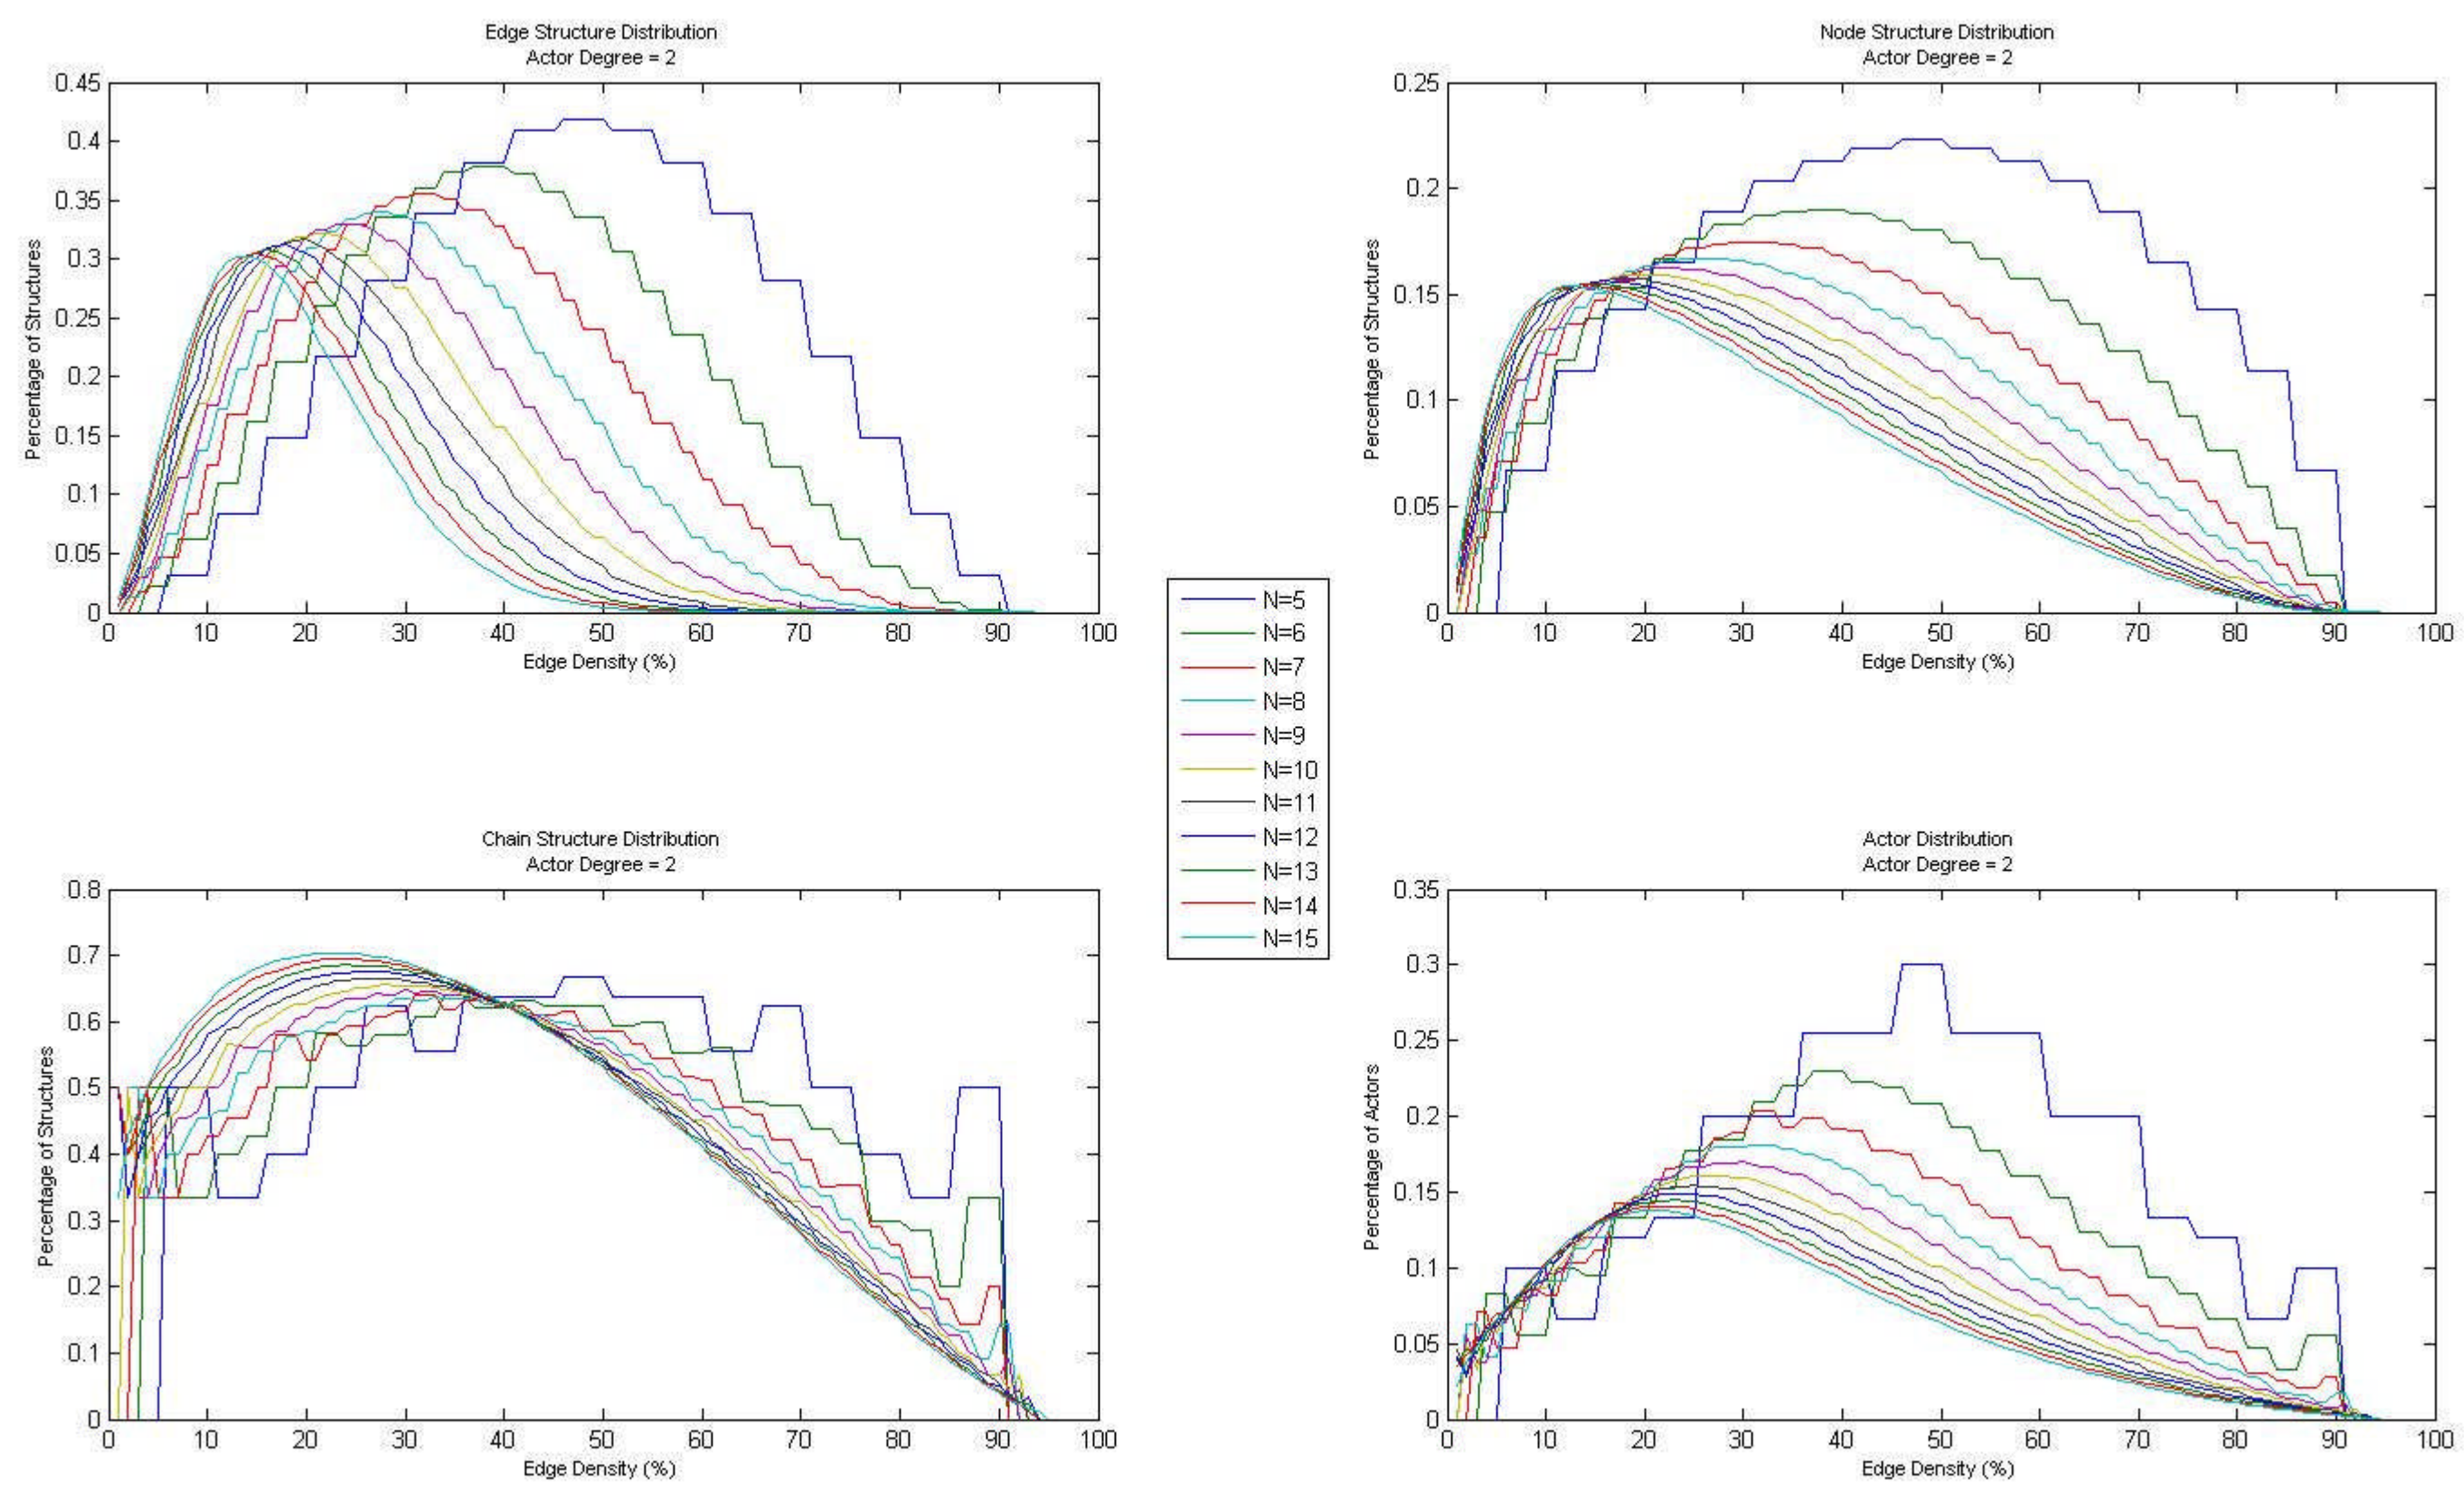 Edge Structure Distribution
Actor Degree = 2
0.45
0.4
0.35
0.3
0.25
0.2
0.15
0.1
0.05
0
0 10 20 30 40 50 60 70 80 90 100
Percentage of Structures
Edge Density (%)
Node Structure Distribution
Actor Degree = 2
0.25
0.2
0.15
0.1
0.05
0
0 10 20 30 40 50 60 70 80 90 100
Percentage of Structures
Edge Density (%)
N=5
N=6
N=7
N=8
N=9
N=10
N=11
N=12
N=13
N=14
N=15
Chain Structure Distribution
Actor Degree = 2
0.8
0.7
0.6
0.5
0.4
0.3
0.2
0.1
0
0 10 20 30 40 50 60 70 80 90 100
Percentage of Structures
Edge Density (%)
Actor Distribution
Actor Degree = 2
0.35
0.3
0.25
0.2
0.15
0.1
0.05
0
0 10 20 30 40 50 60 70 80 90 100
Percentage of Actors
Edge Density (%)